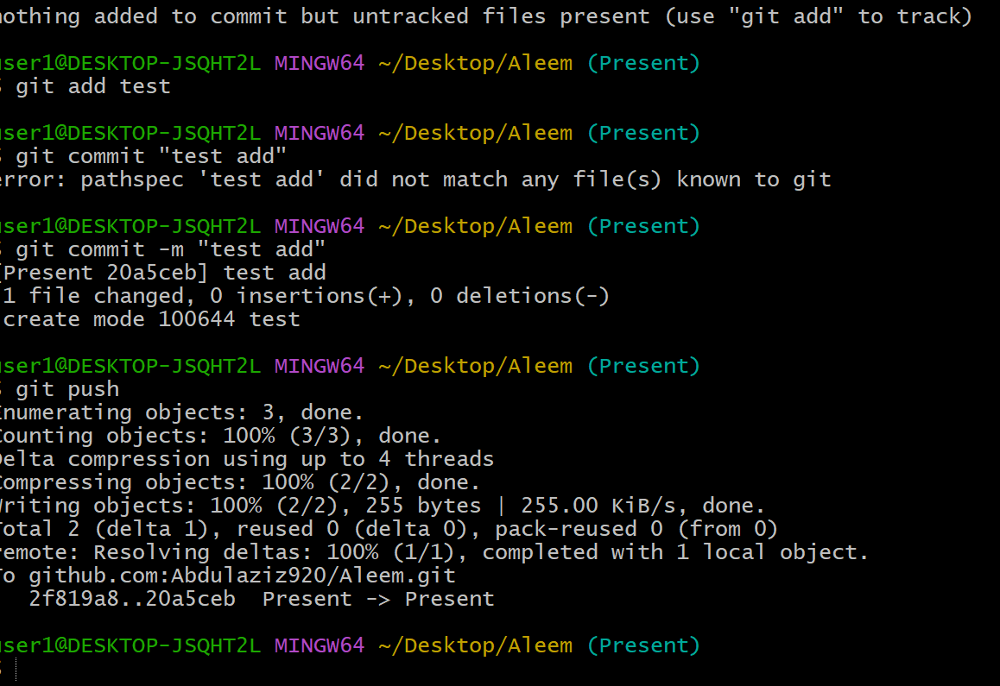 nothing added to commit but untracked files present (use "git add" to track)
user1@DESKTOP-JSQHT2L MINGW64 ~/Desktop/Aleem (Present)
$ git add test
user1@DESKTOP-JSQHT2L MINGW64 ~/Desktop/Aleem (Present)
$ git commit "test add"
error: pathspec 'test add' did not match any file(s) known to git
user1@DESKTOP-JSQHT2L MINGW64 ~/Desktop/Aleem (Present)
$ git commit -m "test add"
[Present 20a5ceb] test add
1 file changed, 0 insertions(+), 0 deletions(-)
create mode 100644 test
user1@DESKTOP-JSQHT2L MINGW64 ~/Desktop/Aleem (Present)
$ git push
Enumerating objects: 3, done.
Counting objects: 100% (3/3), done.
Delta compression using up to 4 threads
Compressing objects: 100% (2/2), done.
Writing objects: 100% (2/2), 255 bytes | 255.00 KiB/s, done.
Total 2 (delta 1), reused 0 (delta 0), pack-reused 0 (from 0)
remote: Resolving deltas: 100% (1/1), completed with 1 local object.
To github.com:Abdulaziz920/Aleem.git
2f819a8..20a5ceb  Present -> Present
user1@DESKTOP-JSQHT2L MINGW64 ~/Desktop/Aleem (Present)
$